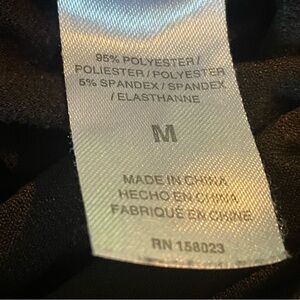 95% POLYESTER /
POLIESTER / POLYESTER
5% SPANDEX / SPANDEX
/ ELASTHANNE
M
MADE IN CHINA
HECHO EN CHINA
FABRIQUÉ EN CHINE
RN 158023